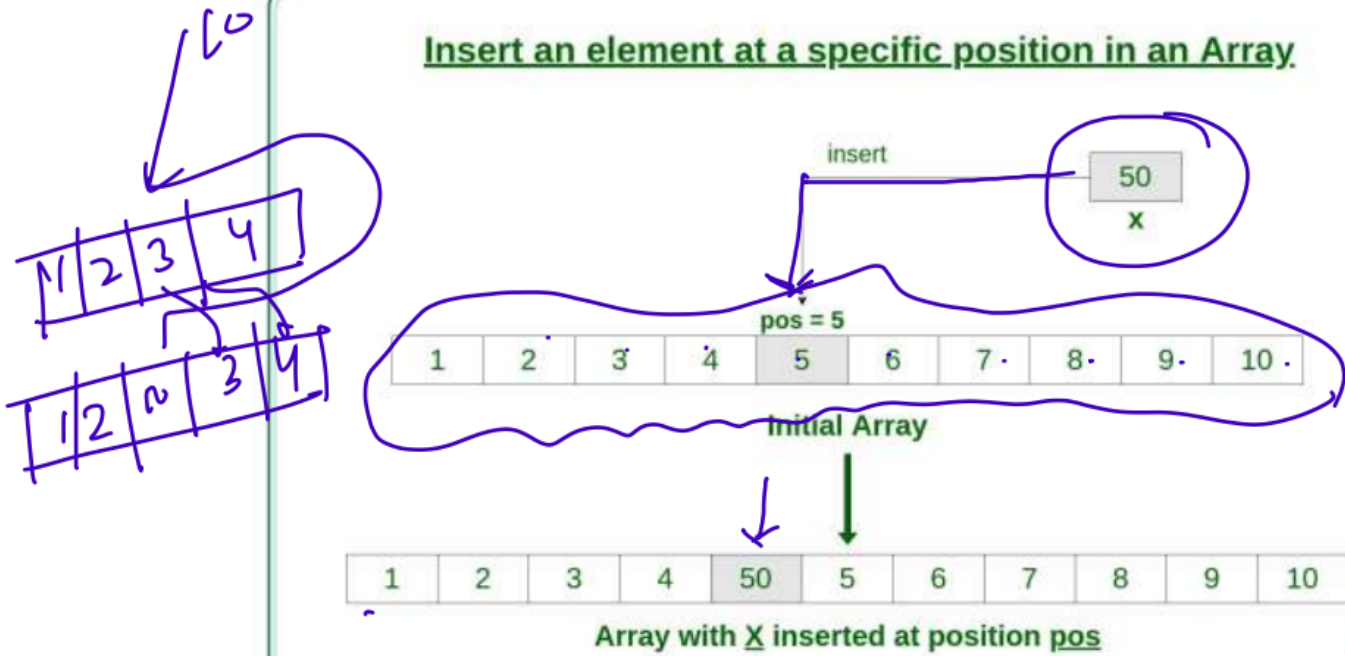 Insert an element at a specific position in an Array
insert
50
x
pos = 5
1 2 3 4 5 6 7 8 9 10
Initial Array
1 2 3 4 50 5 6 7 8 9 10
Array with X inserted at position pos
2 3 4
1 2 3 4